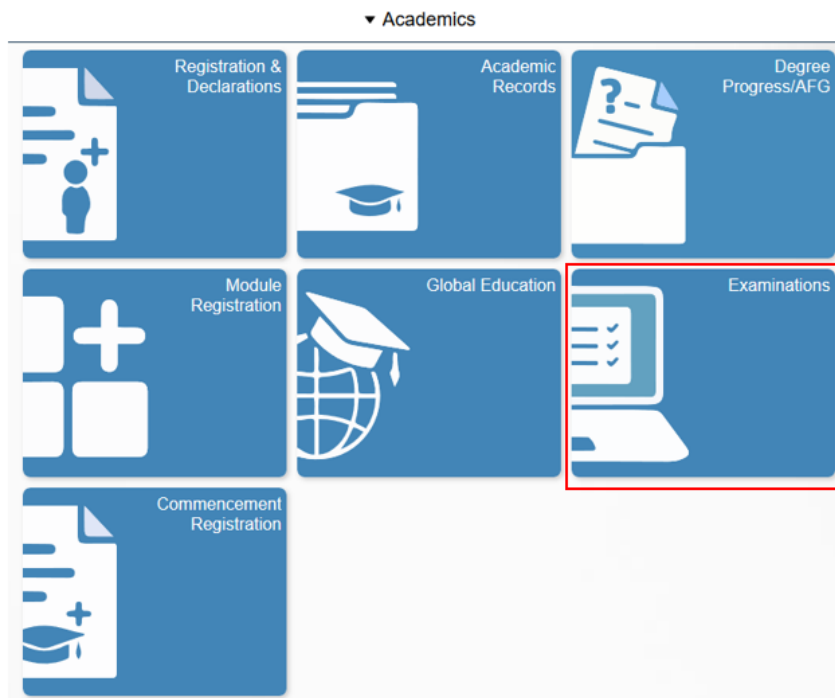 Academics
Registration &
Declarations
Academic
Records
Degree
Progress/AFG
Module
Registration
Global Education
Examinations
Commencement
Registration